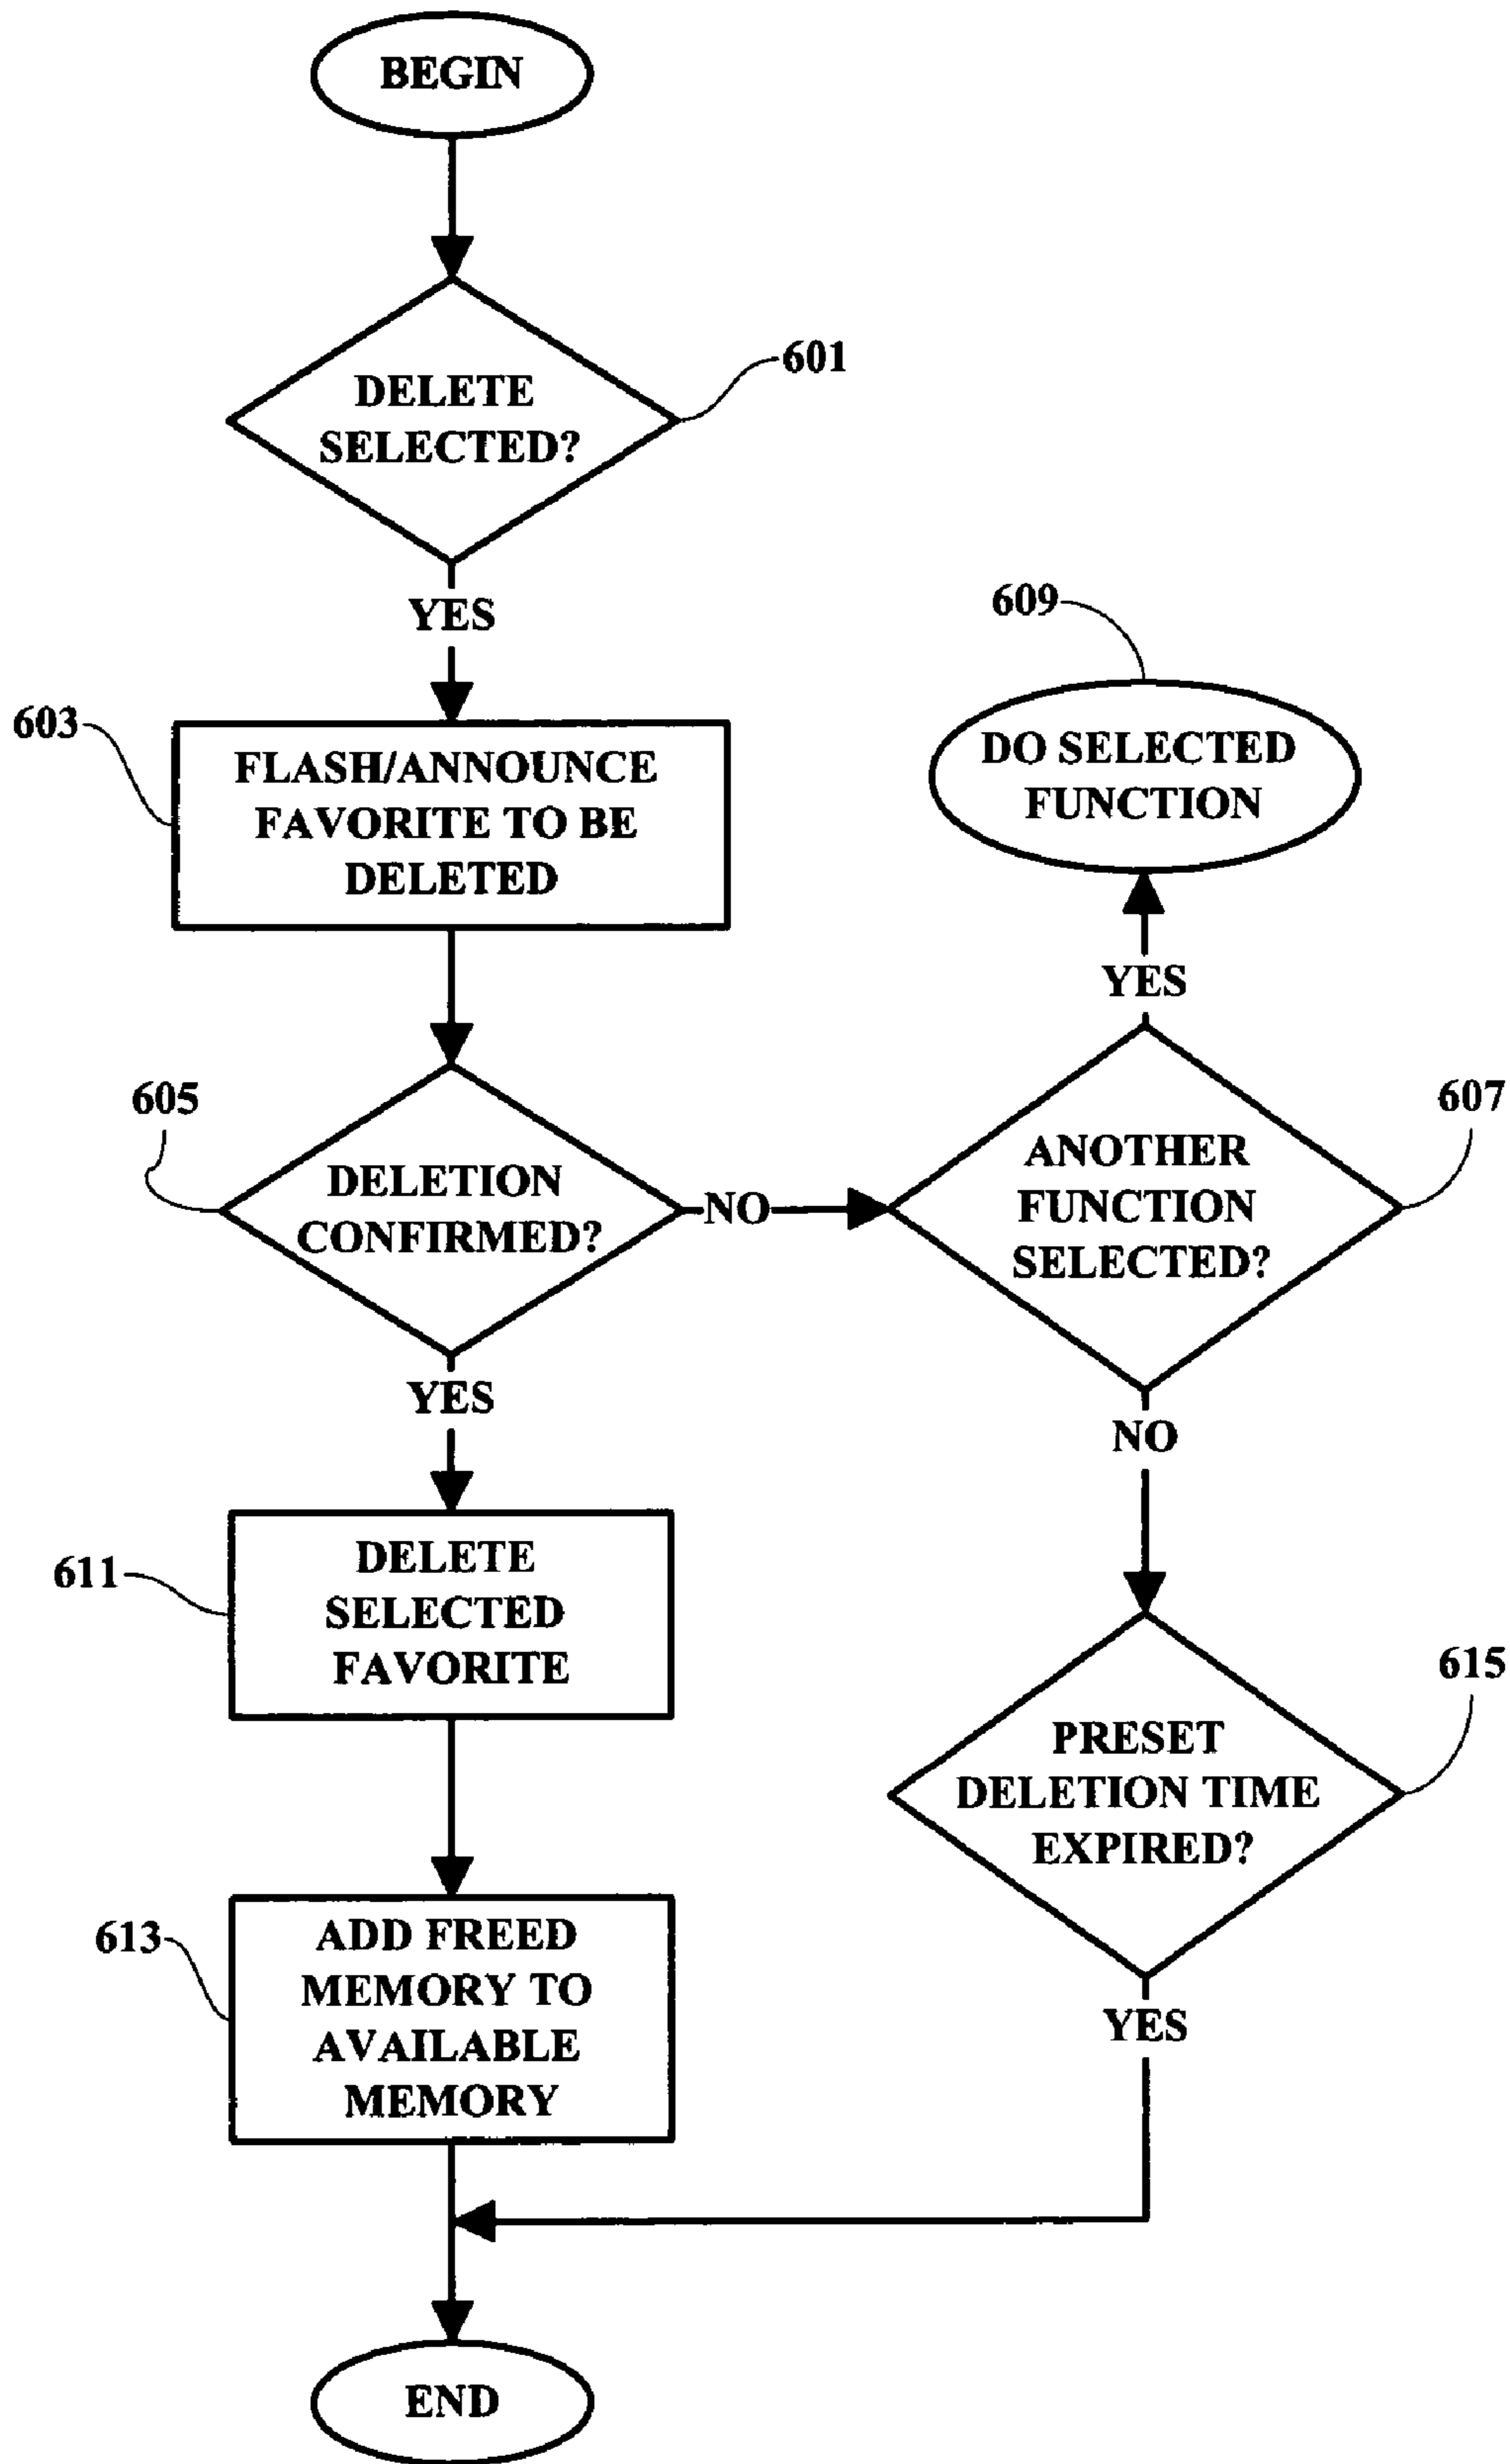 BEGIN
DELETE
SELECTED?
601
YES
603
FLASH/ANNOUNCE
FAVORITE TO BE
DELETED
609
DO SELECTED
FUNCTION
YES
605
DELETION
CONFIRMED?
NO
607
ANOTHER
FUNCTION
SELECTED?
YES
NO
611
DELETE
SELECTED
FAVORITE
615
PRESET
DELETION TIME
EXPIRED?
613
ADD FREED
MEMORY TO
AVAILABLE
MEMORY
YES
END